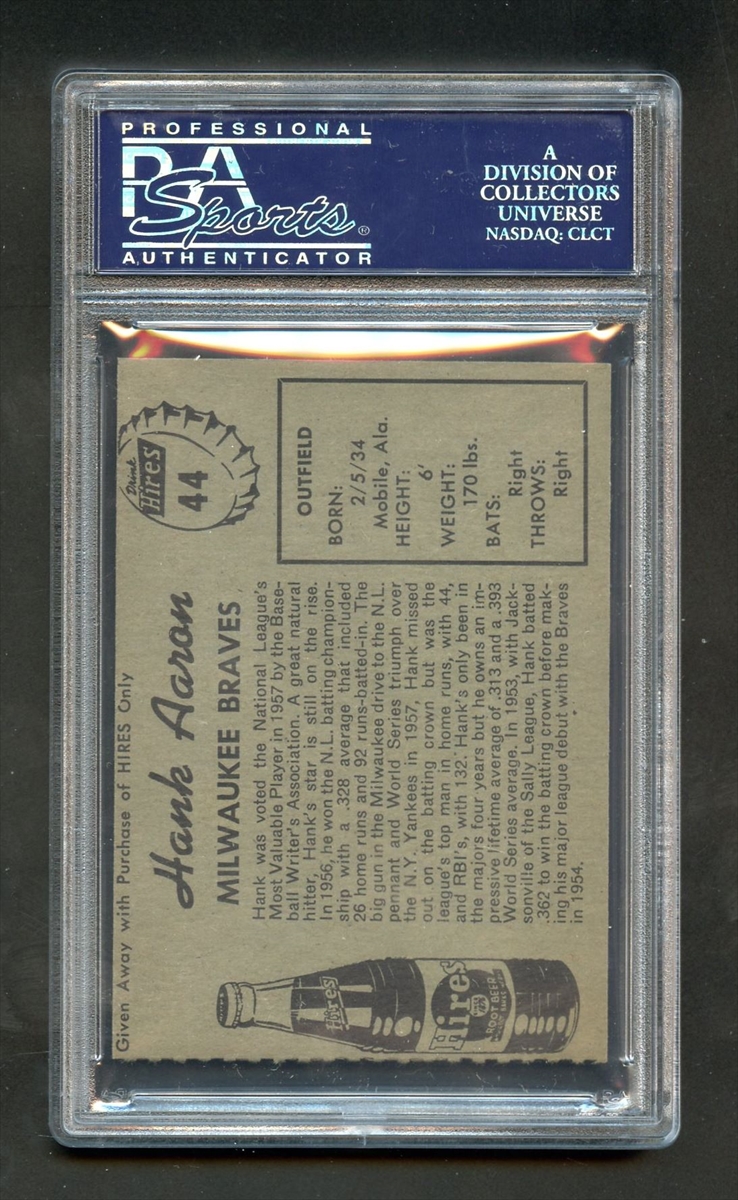 PROFESSIONAL
PSA
Sports®
AUTHENTICATOR
A
DIVISION OF
COLLECTORS
UNIVERSE
NASDAQ: CLCT
Given Away with Purchase of HIRES Only
Drink
Hires
44
Hank Aaron
MILWAUKEE BRAVES
Hank was voted the National League's
Most Valuable Player in 1957 by the Base-
ball Writer's Association. A great natural
hitter, Hank's star is still on the rise.
In 1956, he won the N.L. batting champion-
ship with a .328 average that included
26 home runs and 92 runs-batted-in. The
big gun in the Milwaukee drive to the N.L.
pennant and World Series triumph over
the N.Y. Yankees in 1957, Hank missed
out on the batting crown but was the
league's top man in home runs, with 44,
and RBI's, with 132. Hank's only been in
the majors four years but he owns an im-
pressive lifetime average of .313 and a .393
World Series average. In 1953, with Jack-
sonville of the Sally League, Hank batted
.362 to win the batting crown before mak-
ing his major league debut with the Braves
in 1954.
OUTFIELD
BORN:
2/5/34
Mobile, Ala.
HEIGHT:
6'
WEIGHT:
170 lbs.
BATS:
Right
THROWS:
Right
Hires
Hires
ROOT BEER